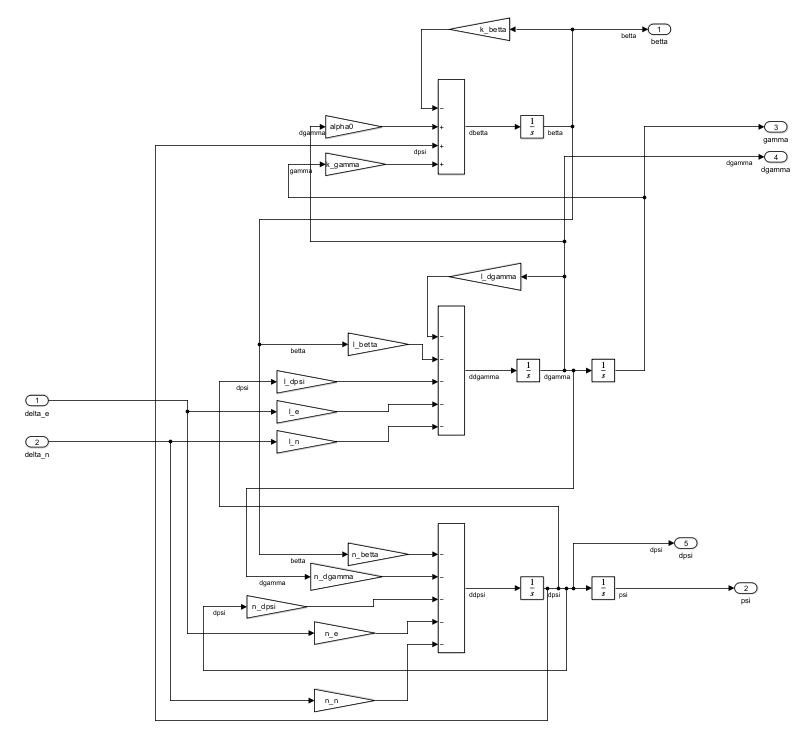 k_betta
1
betta
betta
−
dgamma
alpha0
+
dbetta
1
s
betta
3
gamma
+
dpsi
gamma
k_gamma
+
4
dgamma
dgamma
l_dgamma
−
betta
l_betta
−
dpsi
l_dpsi
−
ddgamma
1
s
dgamma
1
s
1
delta_e
l_e
−
2
delta_n
l_n
−
betta
n_betta
−
dgamma
n_dgamma
−
dpsi
5
dpsi
dpsi
n_dpsi
−
ddpsi
1
s
dpsi
1
s
psi
2
psi
n_e
−
n_n
−